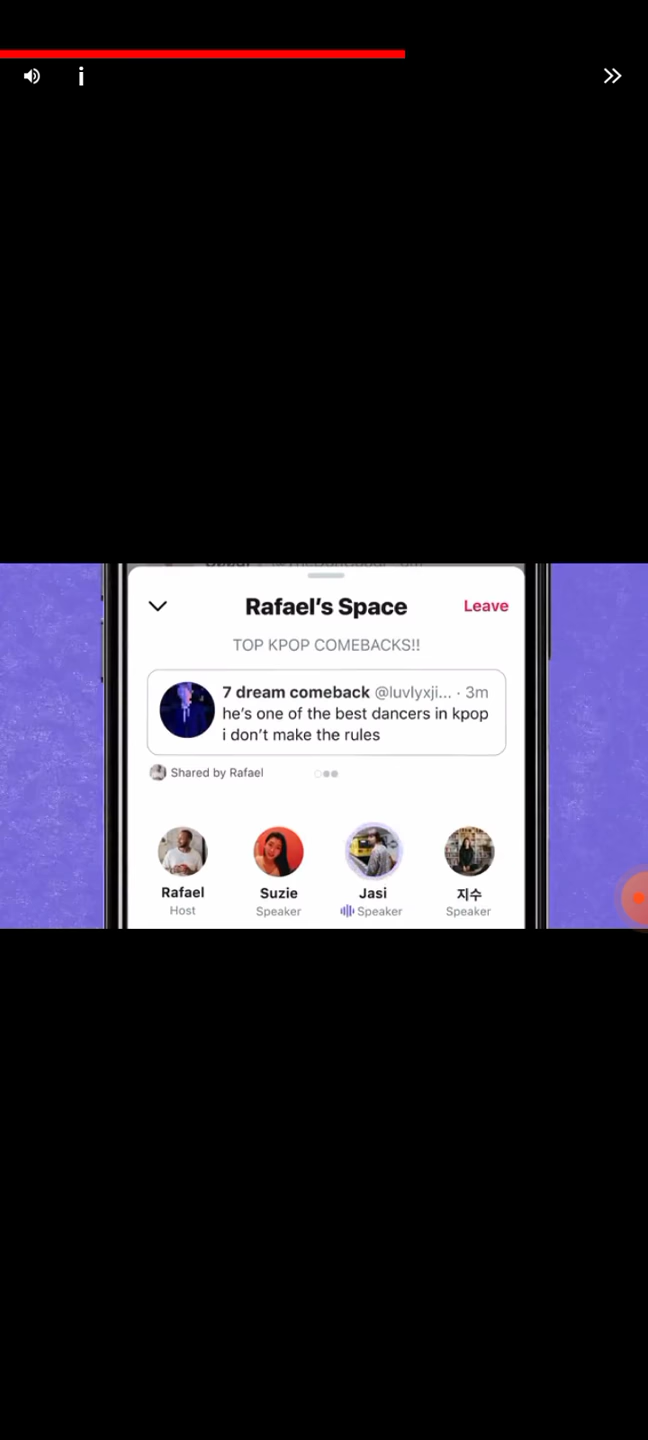 Rafael's Space
Leave
TOP KPOP COMEBACKS!!
7 dream comeback @luvlyxji... · 3m
he's one of the best dancers in kpop
i don't make the rules
Shared by Rafael
Rafael
Host
Suzie
Speaker
Jasi
Speaker
지수
Speaker